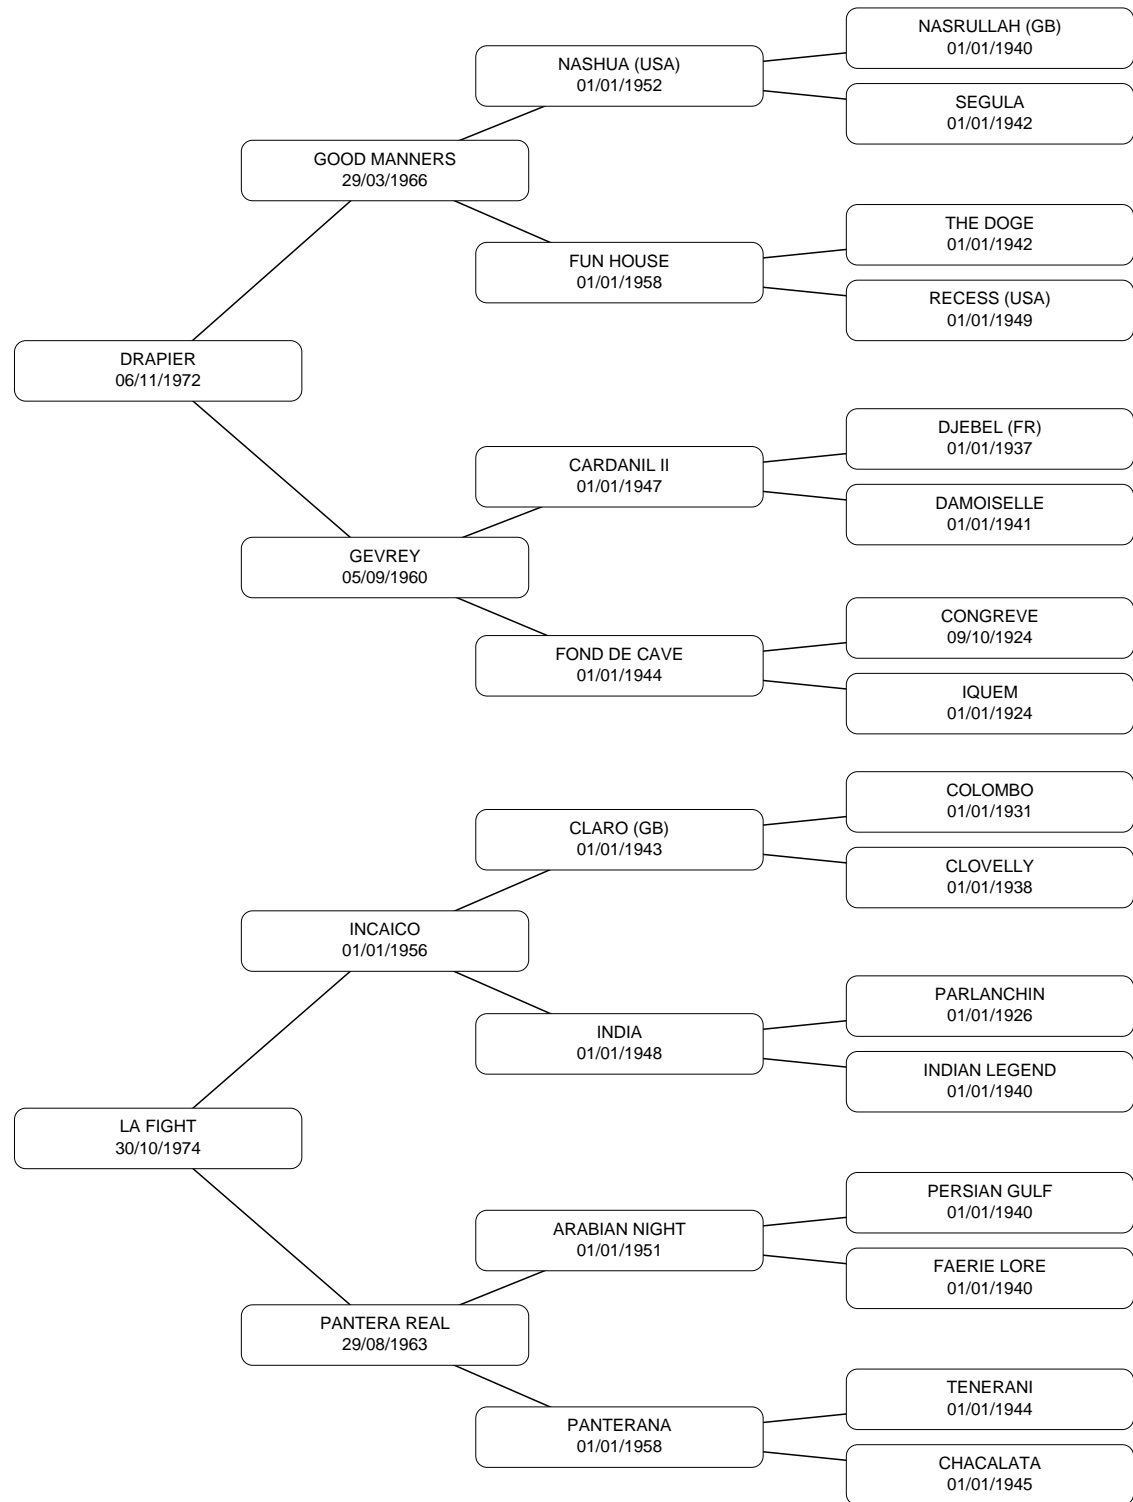 NASRULLAH (GB)
01/01/1940
NASHUA (USA)
01/01/1952
SEGULA
01/01/1942
GOOD MANNERS
29/03/1966
THE DOGE
01/01/1942
FUN HOUSE
01/01/1958
RECESS (USA)
01/01/1949
DRAPIER
06/11/1972
DJEBEL (FR)
01/01/1937
CARDANIL II
01/01/1947
DAMOISELLE
01/01/1941
GEVREY
05/09/1960
CONGREVE
09/10/1924
FOND DE CAVE
01/01/1944
IQUEM
01/01/1924
COLOMBO
01/01/1931
CLARO (GB)
01/01/1943
CLOVELLY
01/01/1938
INCAICO
01/01/1956
PARLANCHIN
01/01/1926
INDIA
01/01/1948
INDIAN LEGEND
01/01/1940
LA FIGHT
30/10/1974
PERSIAN GULF
01/01/1940
ARABIAN NIGHT
01/01/1951
FAERIE LORE
01/01/1940
PANTERA REAL
29/08/1963
TENERANI
01/01/1944
PANTERANA
01/01/1958
CHACALATA
01/01/1945